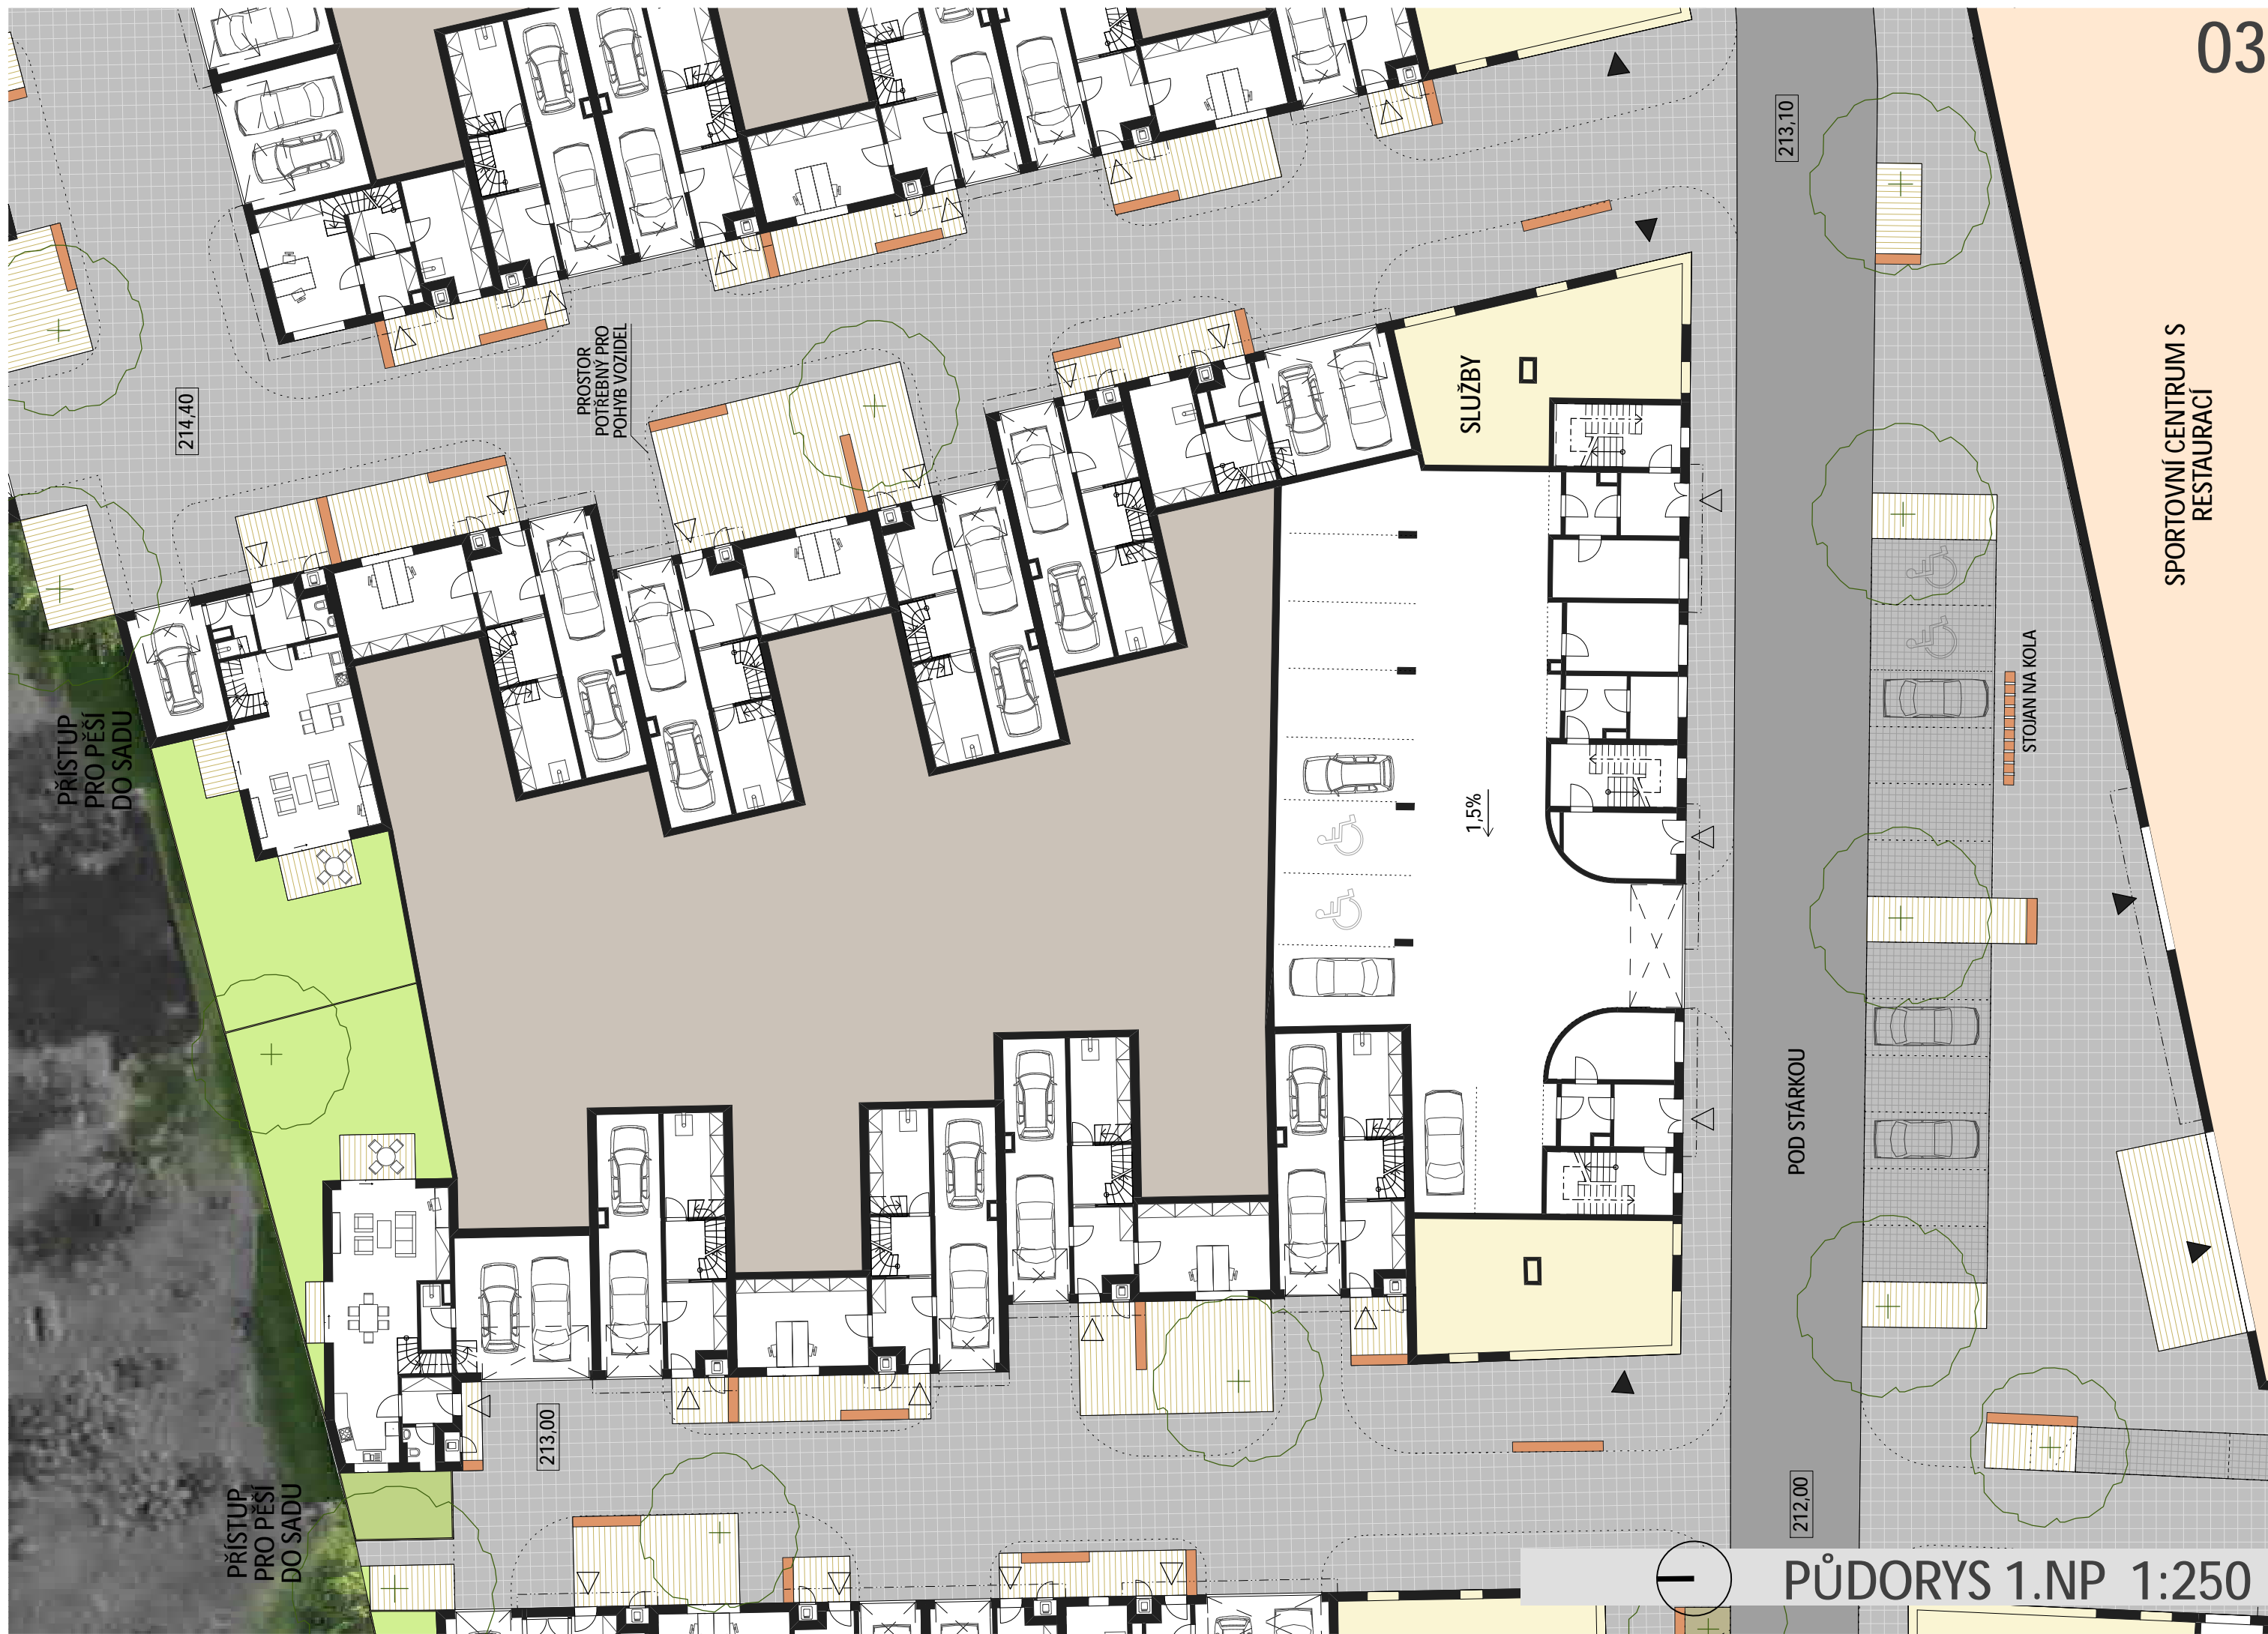 03
213,10
SPORTOVNÍ CENTRUM S
RESTAURACÍ
PROSTOR
POTŘEBNÝ PRO
POHYB VOZIDEL
214,40
SLUŽBY
STOJAN NA KOLA
PŘÍSTUP
PRO PĚŠÍ
DO SADU
1,5%
POD STÁRKOU
213,00
212,00
PŘÍSTUP
PRO PĚŠÍ
DO SADU
PŮDORYS 1.NP 1:250